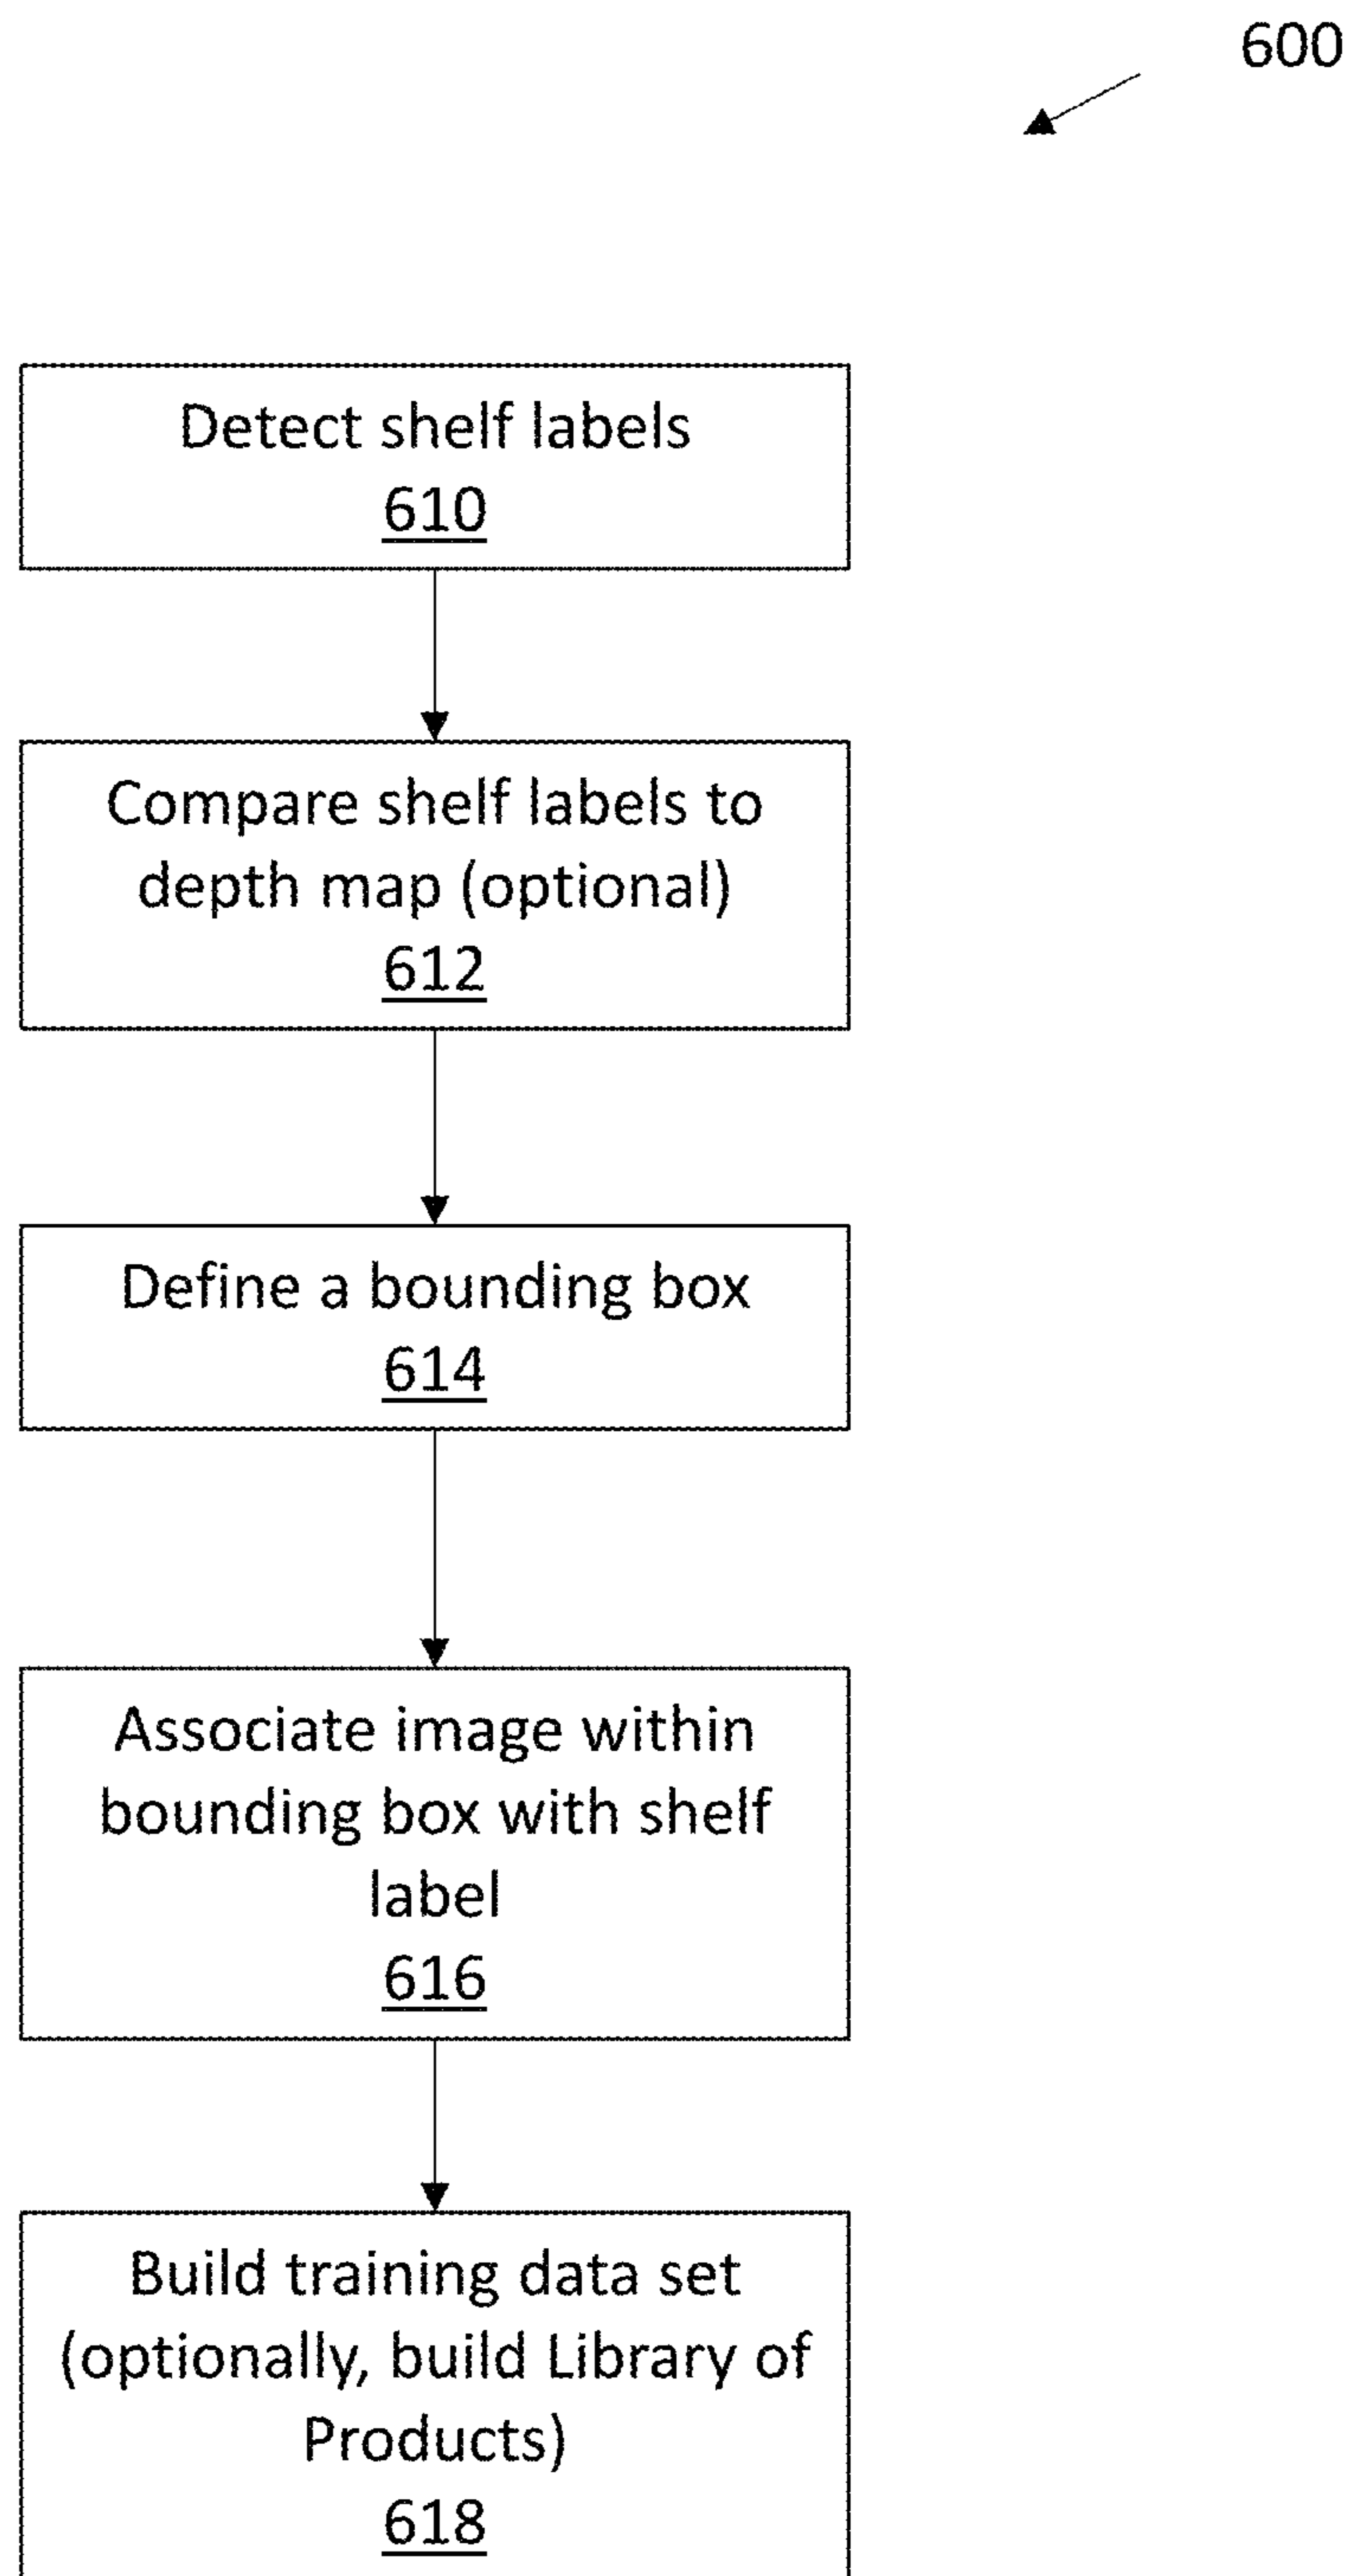 600
Detect shelf labels
610
Compare shelf labels to
depth map (optional)
612
Define a bounding box
614
Associate image within
bounding box with shelf
label
616
Build training data set
(optionally, build Library of
Products)
618